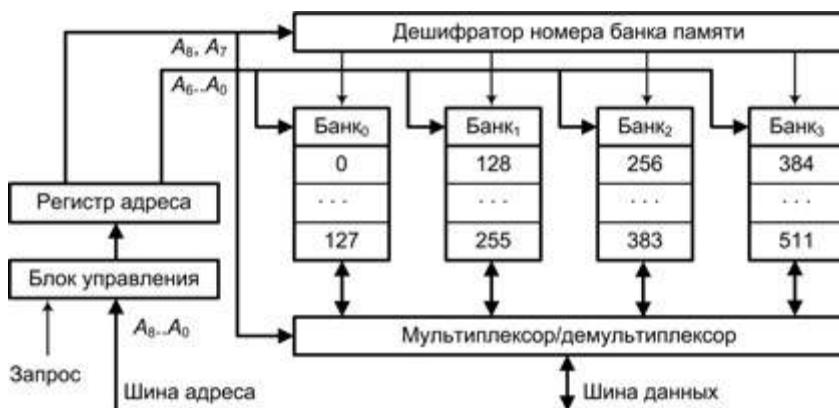 Дешифратор номера банка памяти
A8, A7
A6..A0
Банк0 Банк1 Банк2 Банк3
0 128 256 384
... ... ... ...
127 255 383 511
Регистр адреса
Блок управления
A8..A0
Мультиплексор/демультиплексор
Запрос
Шина адреса
Шина данных